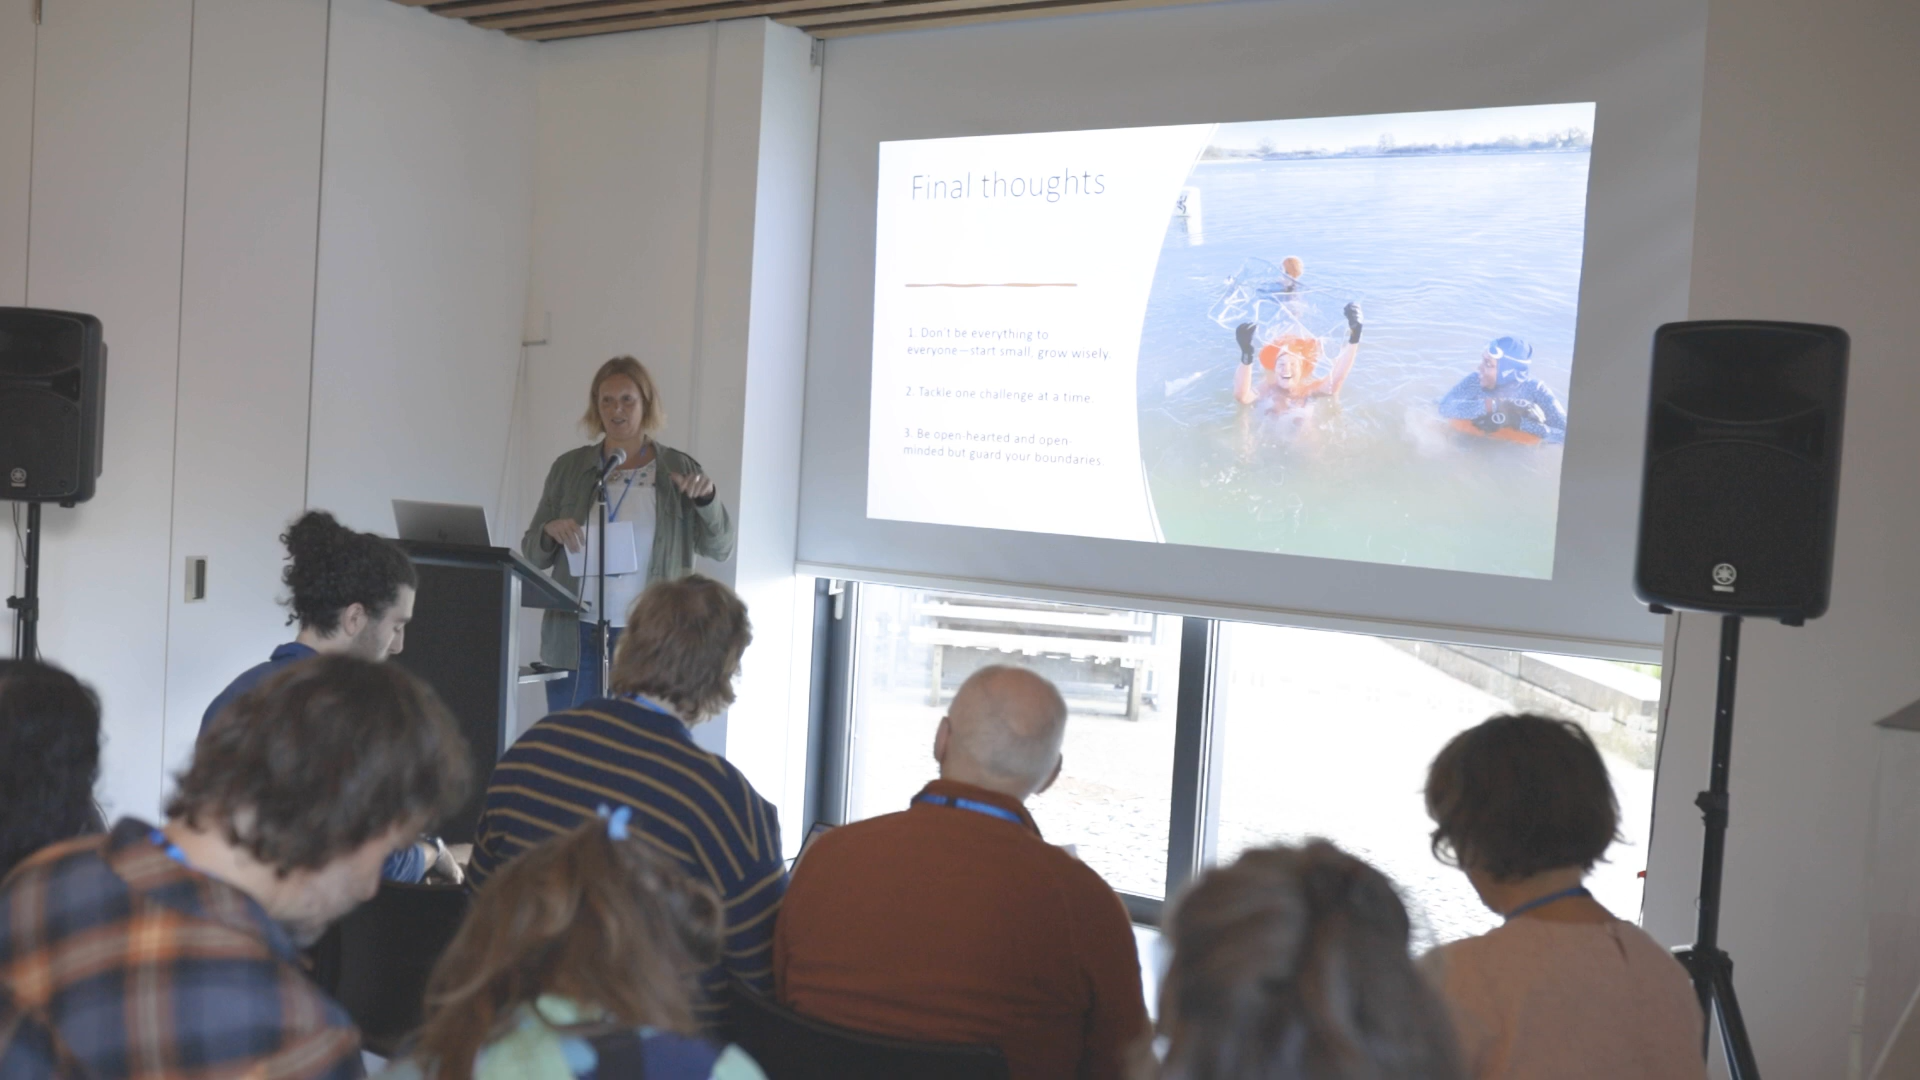 Final thoughts
1. Don't be everything to
everyone—start small, grow wisely.
2. Tackle one challenge at a time.
3. Be open-hearted and open-
minded but guard your boundaries.